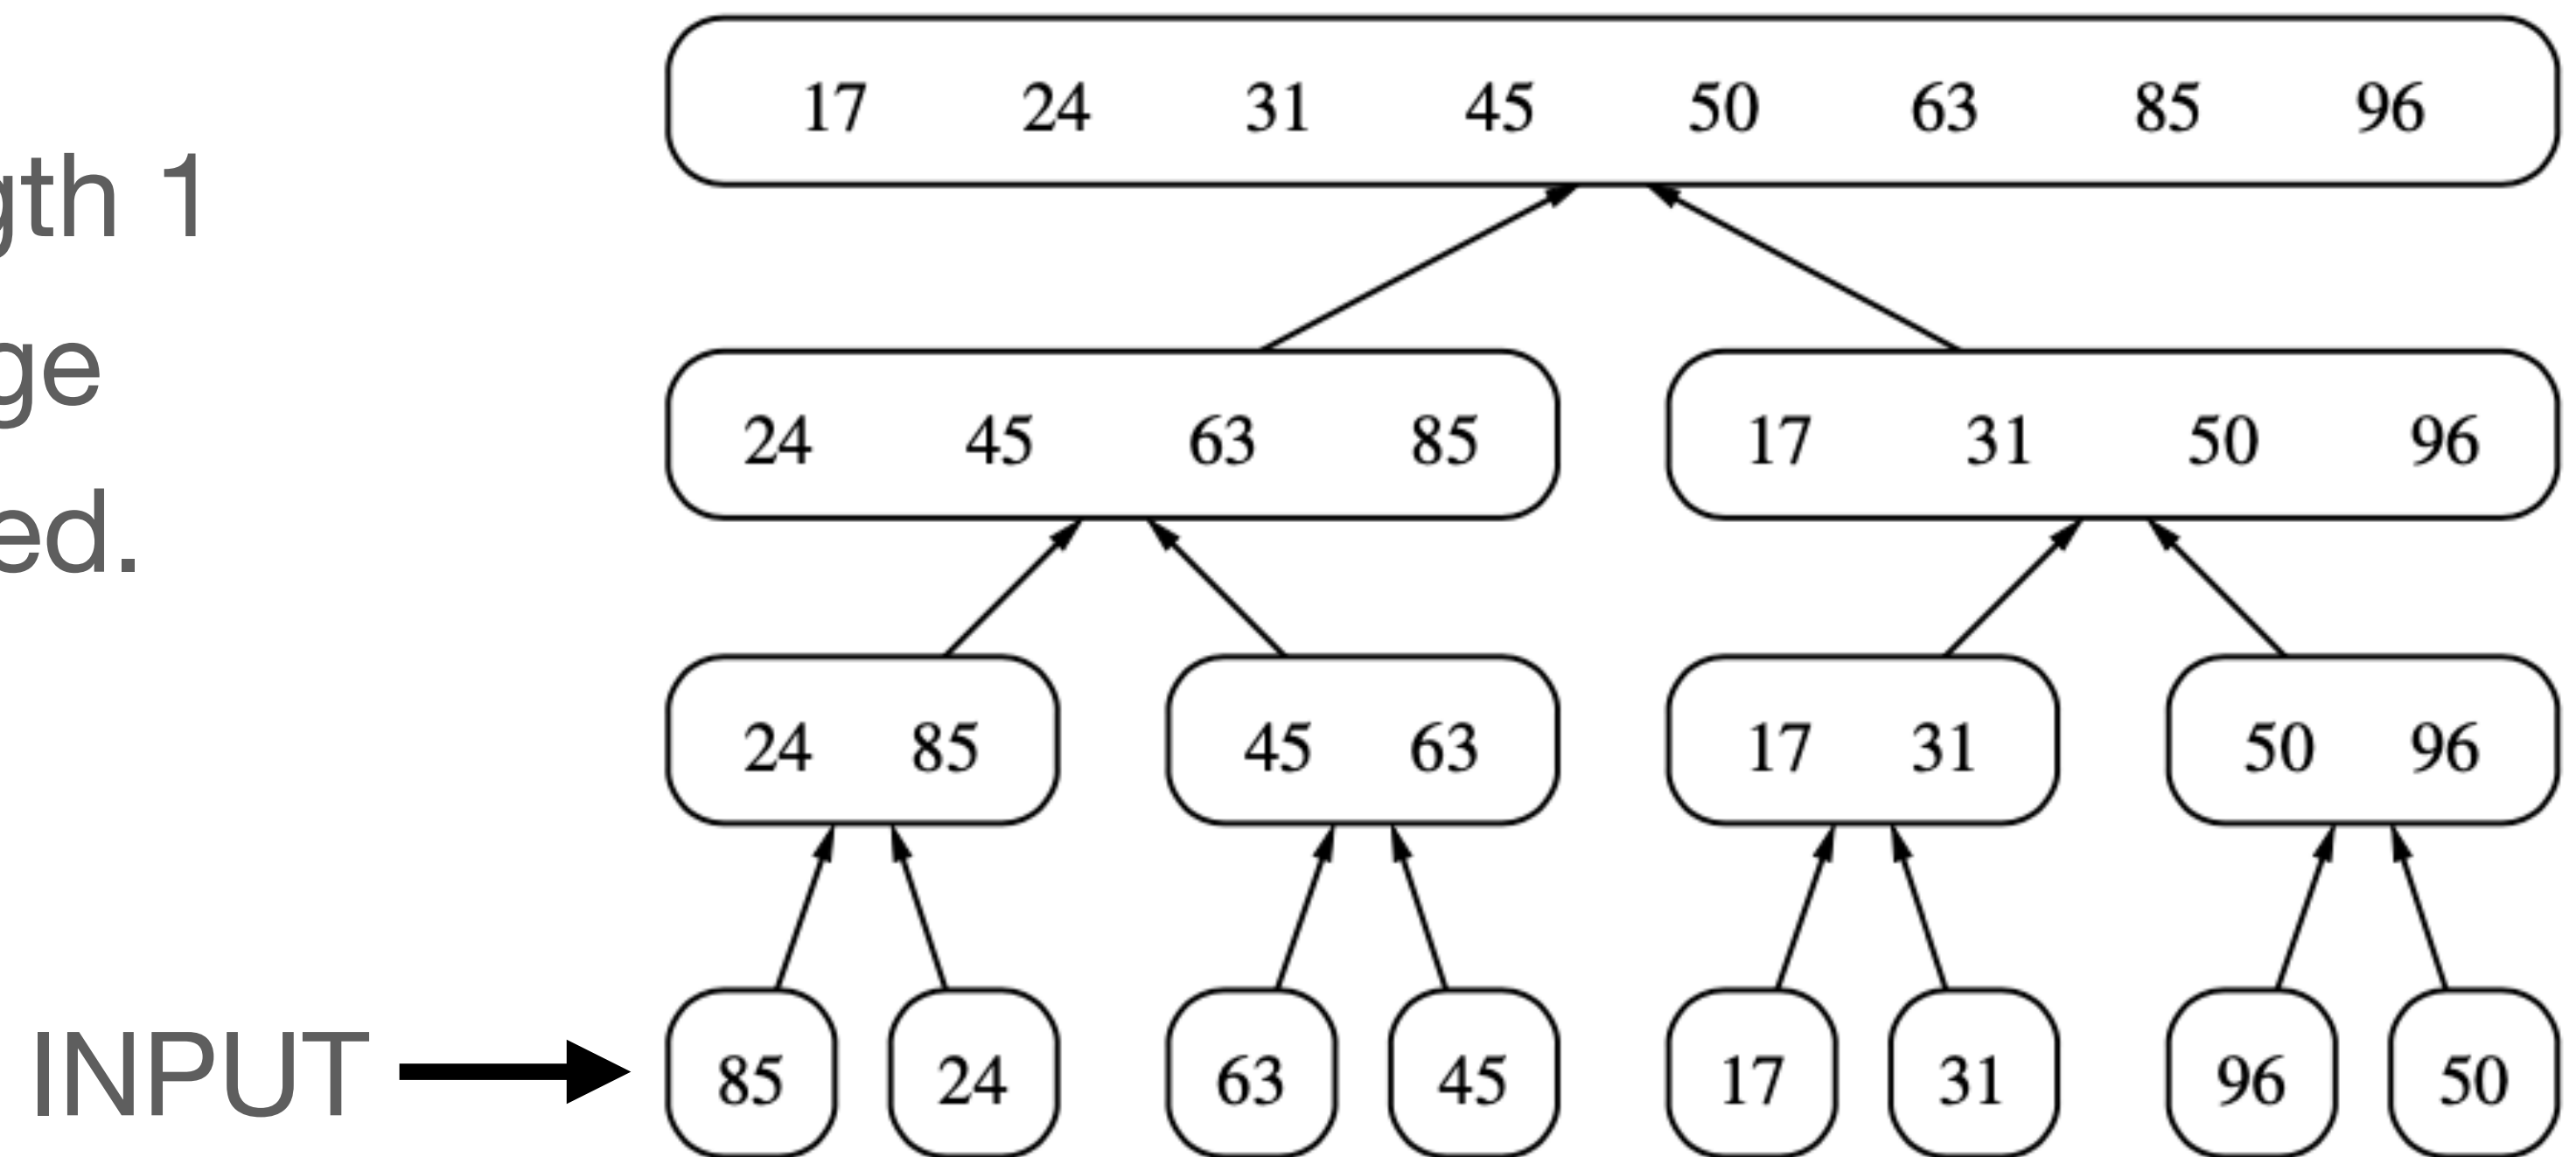 17 24 31 45 50 63 85 96
gth 1
ge
24 45 63 85 17 31 50 96
ed.
24 85 45 63 17 31 50 96
INPUT 85 24 63 45 17 31 96 50